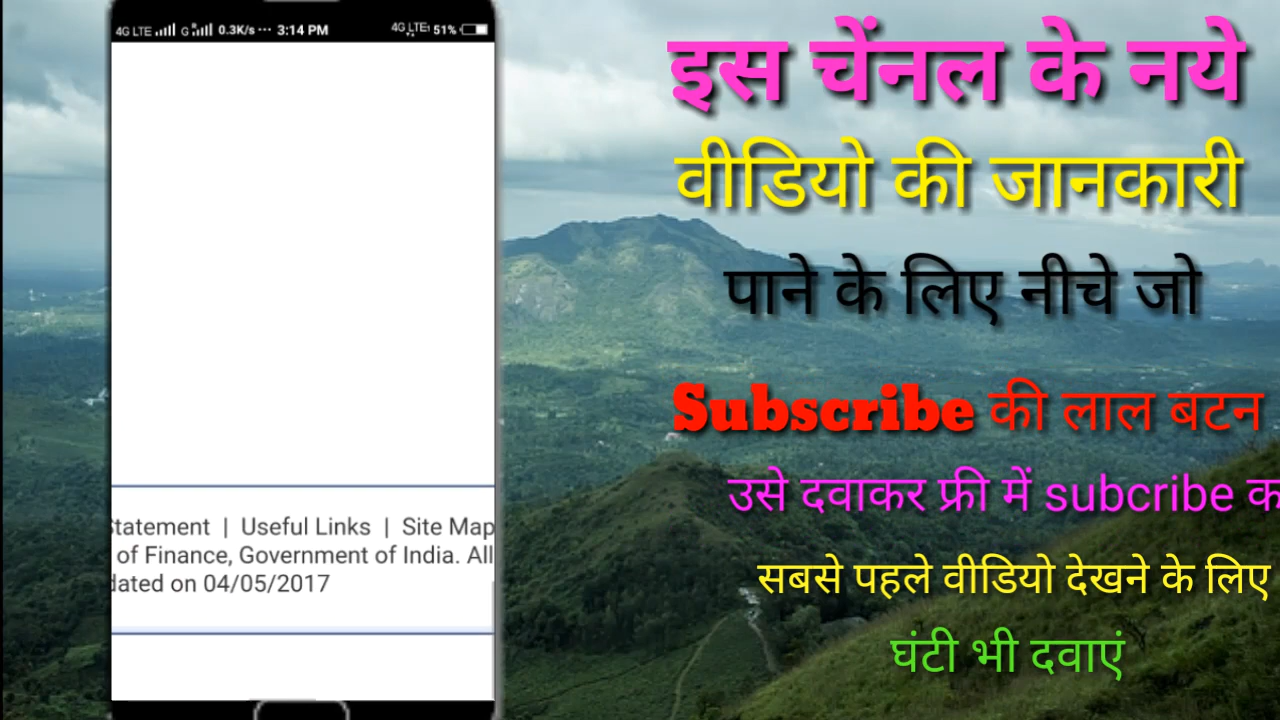 4G LTE G 0.3K/s ··· 3:14 PM 4G LTE 51%
Statement | Useful Links | Site Map
of Finance, Government of India. All
dated on 04/05/2017
इस चेंनल के नये
वीडियो की जानकारी
पाने के लिए नीचे जो
Subscribe की लाल बटन
उसे दवाकर फ्री में subcribe क
सबसे पहले वीडियो देखने के लिए
घंटी भी दवाएं